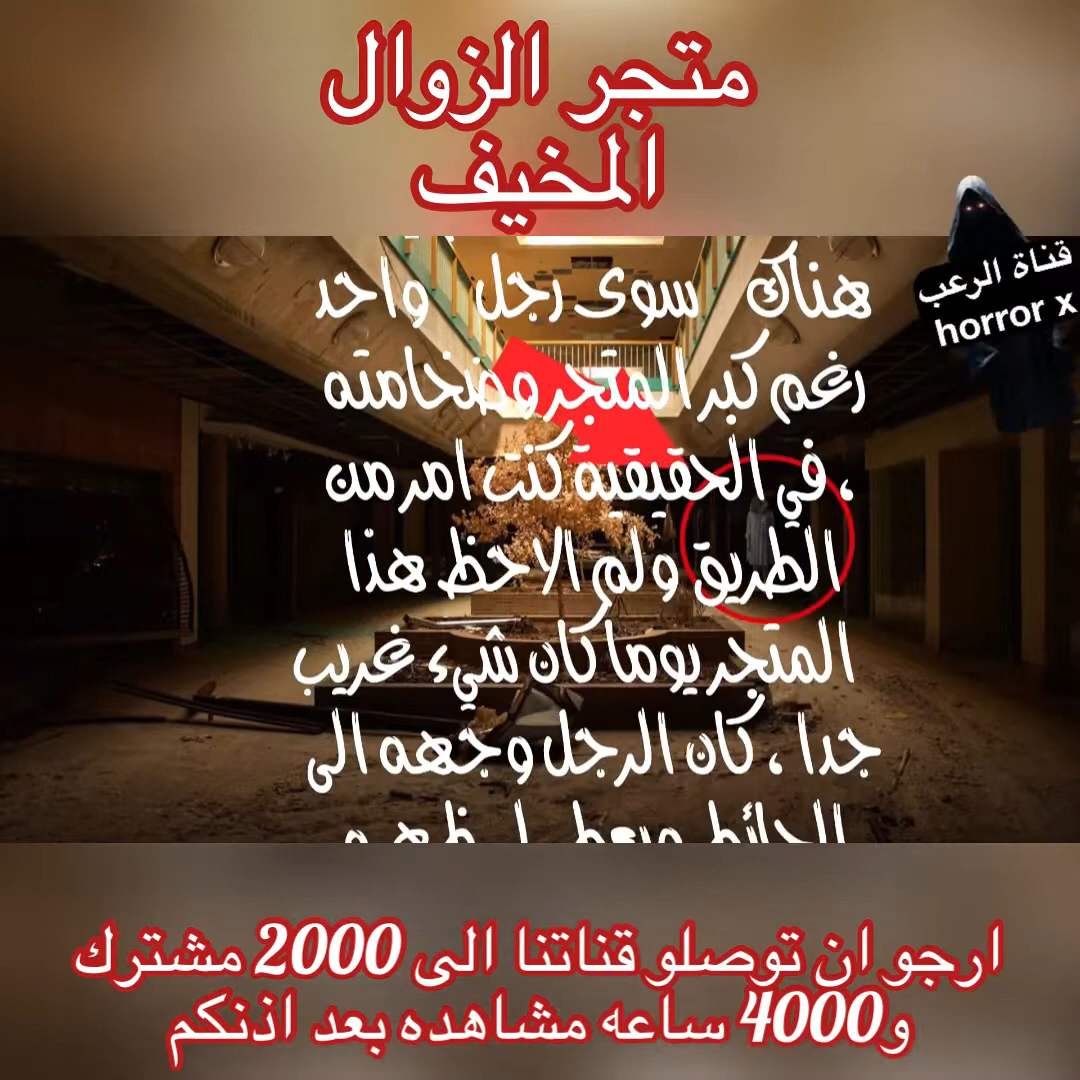 متجر الزوال
المخيف
قناة الرعب
horror x
هناك سوى رجل واحد
رغم كبر المتجر وضخامته
، في الحقيقية كنت امر من
الطريق ولم الاحظ هذا
المتجر يوما كان شيء غريب
جدا ، كان الرجل وجهه الى
ارجو ان توصلو قناتنا الى 2000 مشترك
و4000 ساعه مشاهده بعد اذنكم